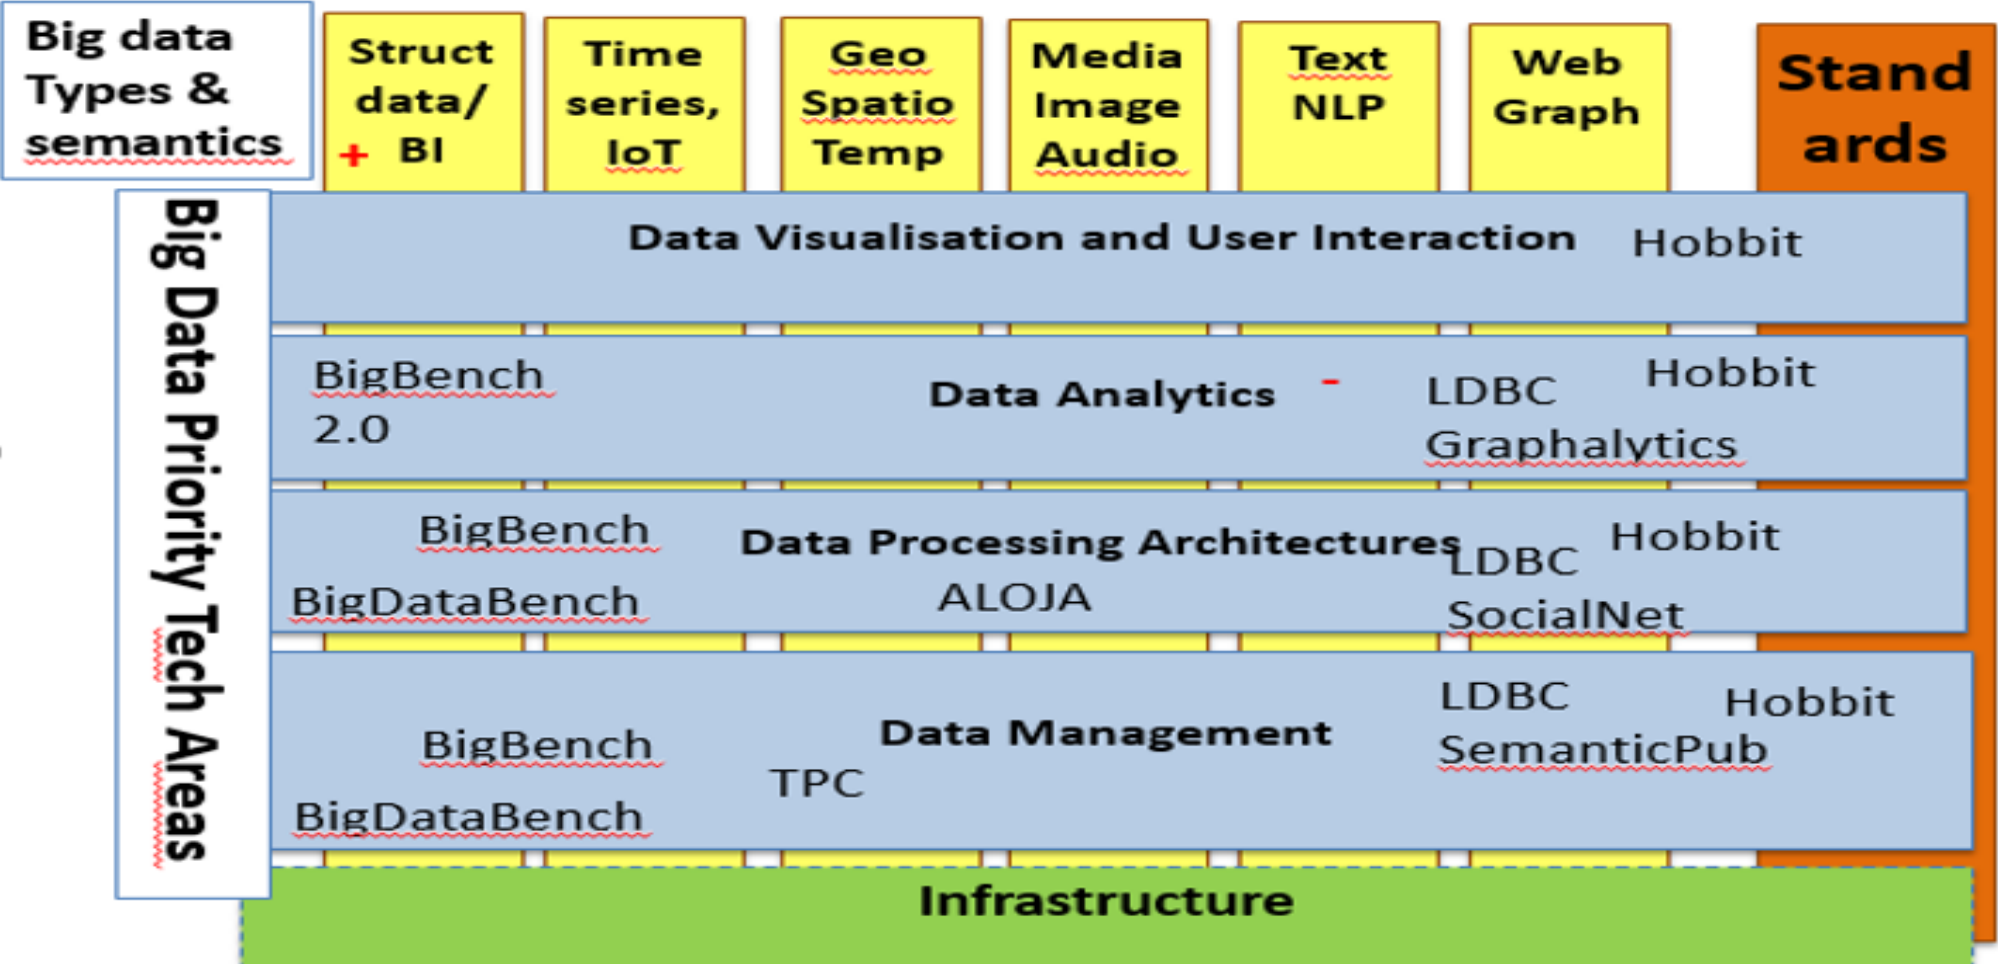 Big data
Types &
semantics
Struct
data/
+ BI
Time
series,
IoT
Geo
Spatio
Temp
Media
Image
Audio
Text
NLP
Web
Graph
Stand
ards
Big Data Priority Tech Areas
Data Visualisation and User Interaction
Hobbit
BigBench
2.0
Data Analytics
-
LDBC
Graphalytics
Hobbit
BigBench
BigDataBench
Data Processing Architectures
ALOJA
LDBC
SocialNet
Hobbit
BigBench
BigDataBench
Data Management
TPC
LDBC
SemanticPub
Hobbit
Infrastructure